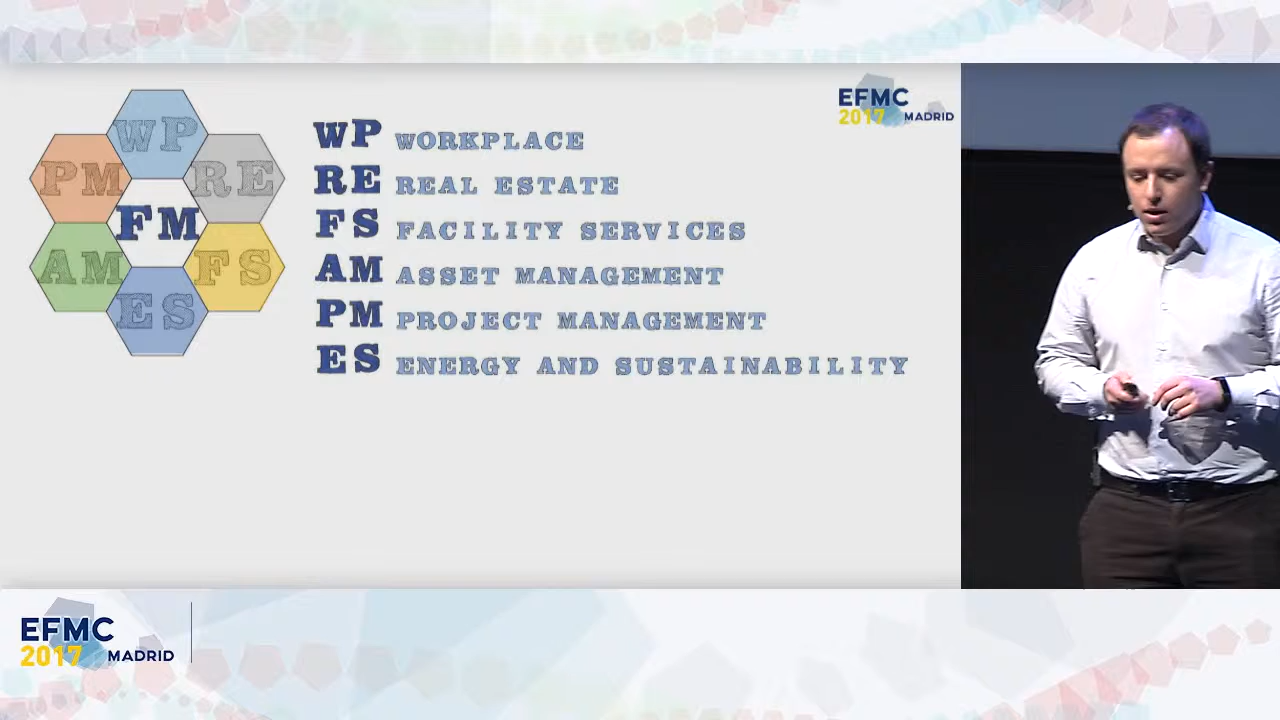 WP
PM
RE
FM
AM
FS
ES
WP WORKPLACE
RE REAL ESTATE
FS FACILITY SERVICES
AM ASSET MANAGEMENT
PM PROJECT MANAGEMENT
ES ENERGY AND SUSTAINABILITY
EFMC
2017 MADRID
EFMC
2017 MADRID